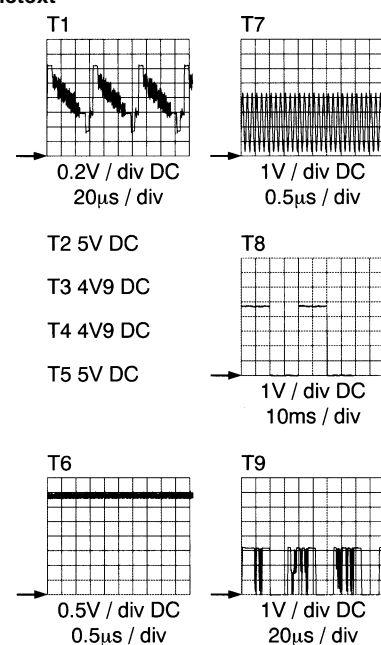 T1
0.2V / div DC
20µs / div
T7
1V / div DC
0.5µs / div
T2 5V DC
T3 4V9 DC
T4 4V9 DC
T5 5V DC
T8
1V / div DC
10ms / div
T6
0.5V / div DC
0.5µs / div
T9
1V / div DC
20µs / div